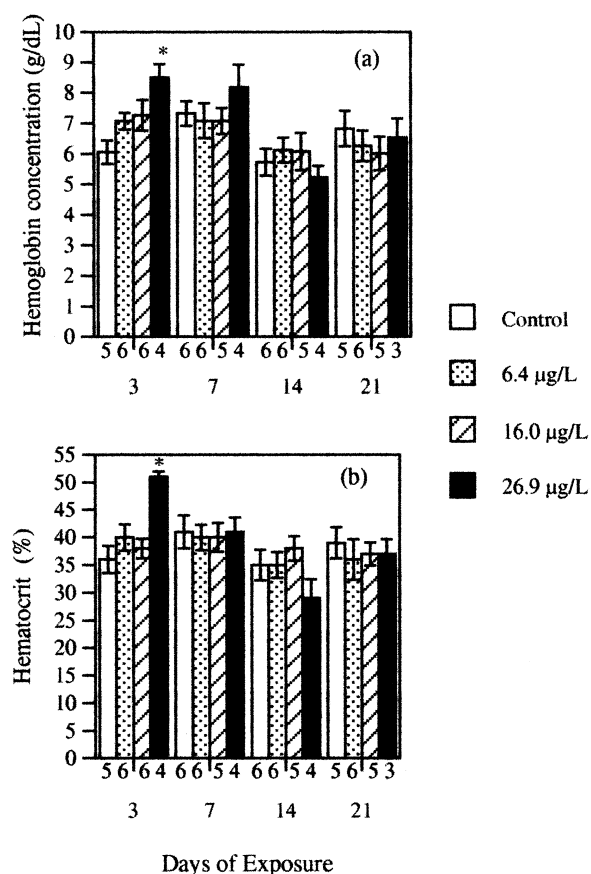 Hemoglobin concentration (g/dL)
10
9
8
7
6
5
4
3
2
1
0
*
(a)
5 6 6 4 6 6 5 4 6 6 5 4 5 6 5 3
3 7 14 21
Control
6.4 µg/L
16.0 µg/L
26.9 µg/L
Hematocrit (%)
55
50
45
40
35
30
25
20
15
10
5
0
*
(b)
5 6 6 4 6 6 5 4 6 6 5 4 5 6 5 3
3 7 14 21
Days of Exposure